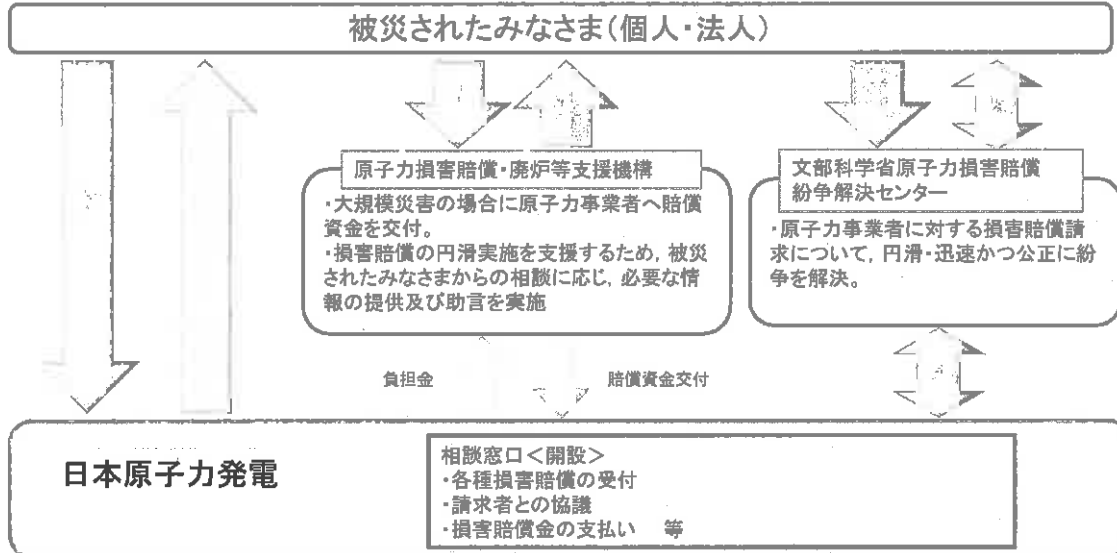 被災されたみなさま(個人・法人)
原子力損害賠償・廃炉等支援機構
・大規模災害の場合に原子力事業者へ賠償
資金を交付。
・損害賠償の円滑実施を支援するため,被災
されたみなさまからの相談に応じ,必要な情
報の提供及び助言を実施
文部科学省原子力損害賠償
紛争解決センター
・原子力事業者に対する損害賠償請
求について,円滑・迅速かつ公正に紛
争を解決。
負担金
賠償資金交付
日本原子力発電
相談窓口<開設>
・各種損害賠償の受付
・請求者との協議
・損害賠償金の支払い 等